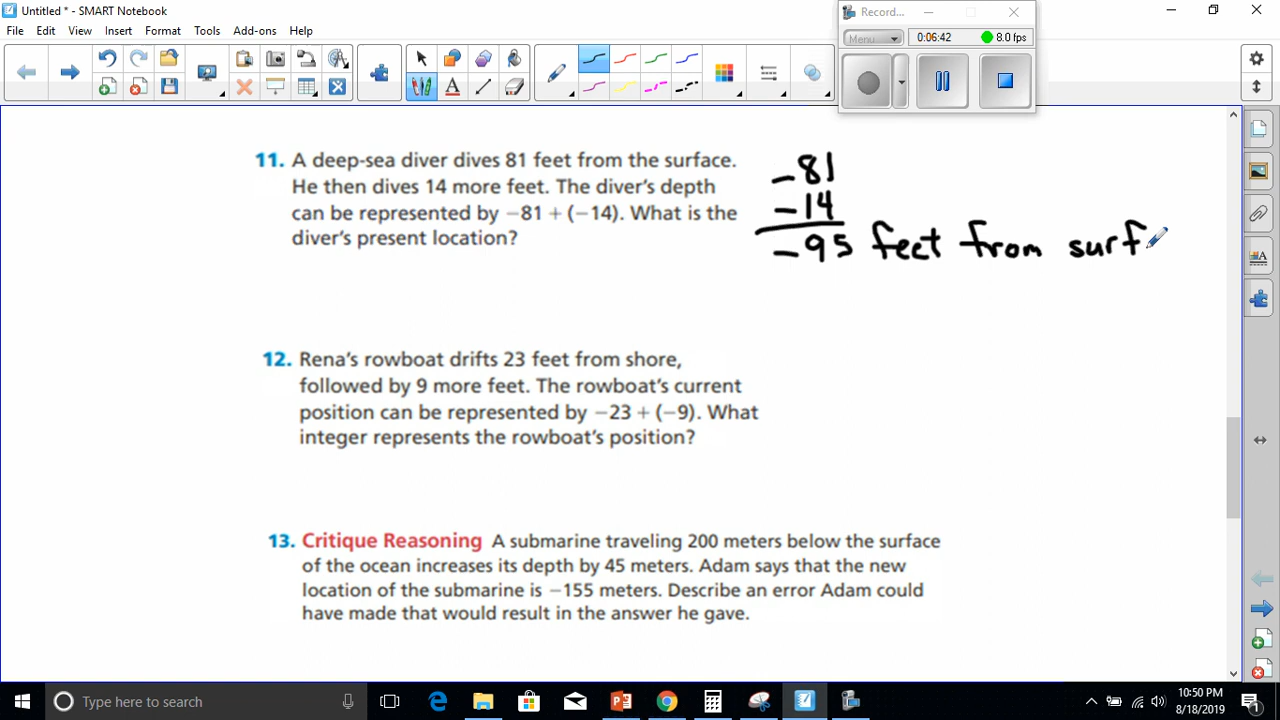 Untitled * - SMART Notebook
Record...
File Edit View Insert Format Tools Add-ons Help
Menu
0:06:42
8.0 fps
11. A deep-sea diver dives 81 feet from the surface.
He then dives 14 more feet. The diver's depth
can be represented by −81 + (−14). What is the
diver's present location?
−81
−14
−95 feet from surf
12. Rena's rowboat drifts 23 feet from shore,
followed by 9 more feet. The rowboat's current
position can be represented by −23 + (−9). What
integer represents the rowboat's position?
13. Critique Reasoning A submarine traveling 200 meters below the surface
of the ocean increases its depth by 45 meters. Adam says that the new
location of the submarine is −155 meters. Describe an error Adam could
have made that would result in the answer he gave.
Type here to search
10:50 PM
8/18/2019